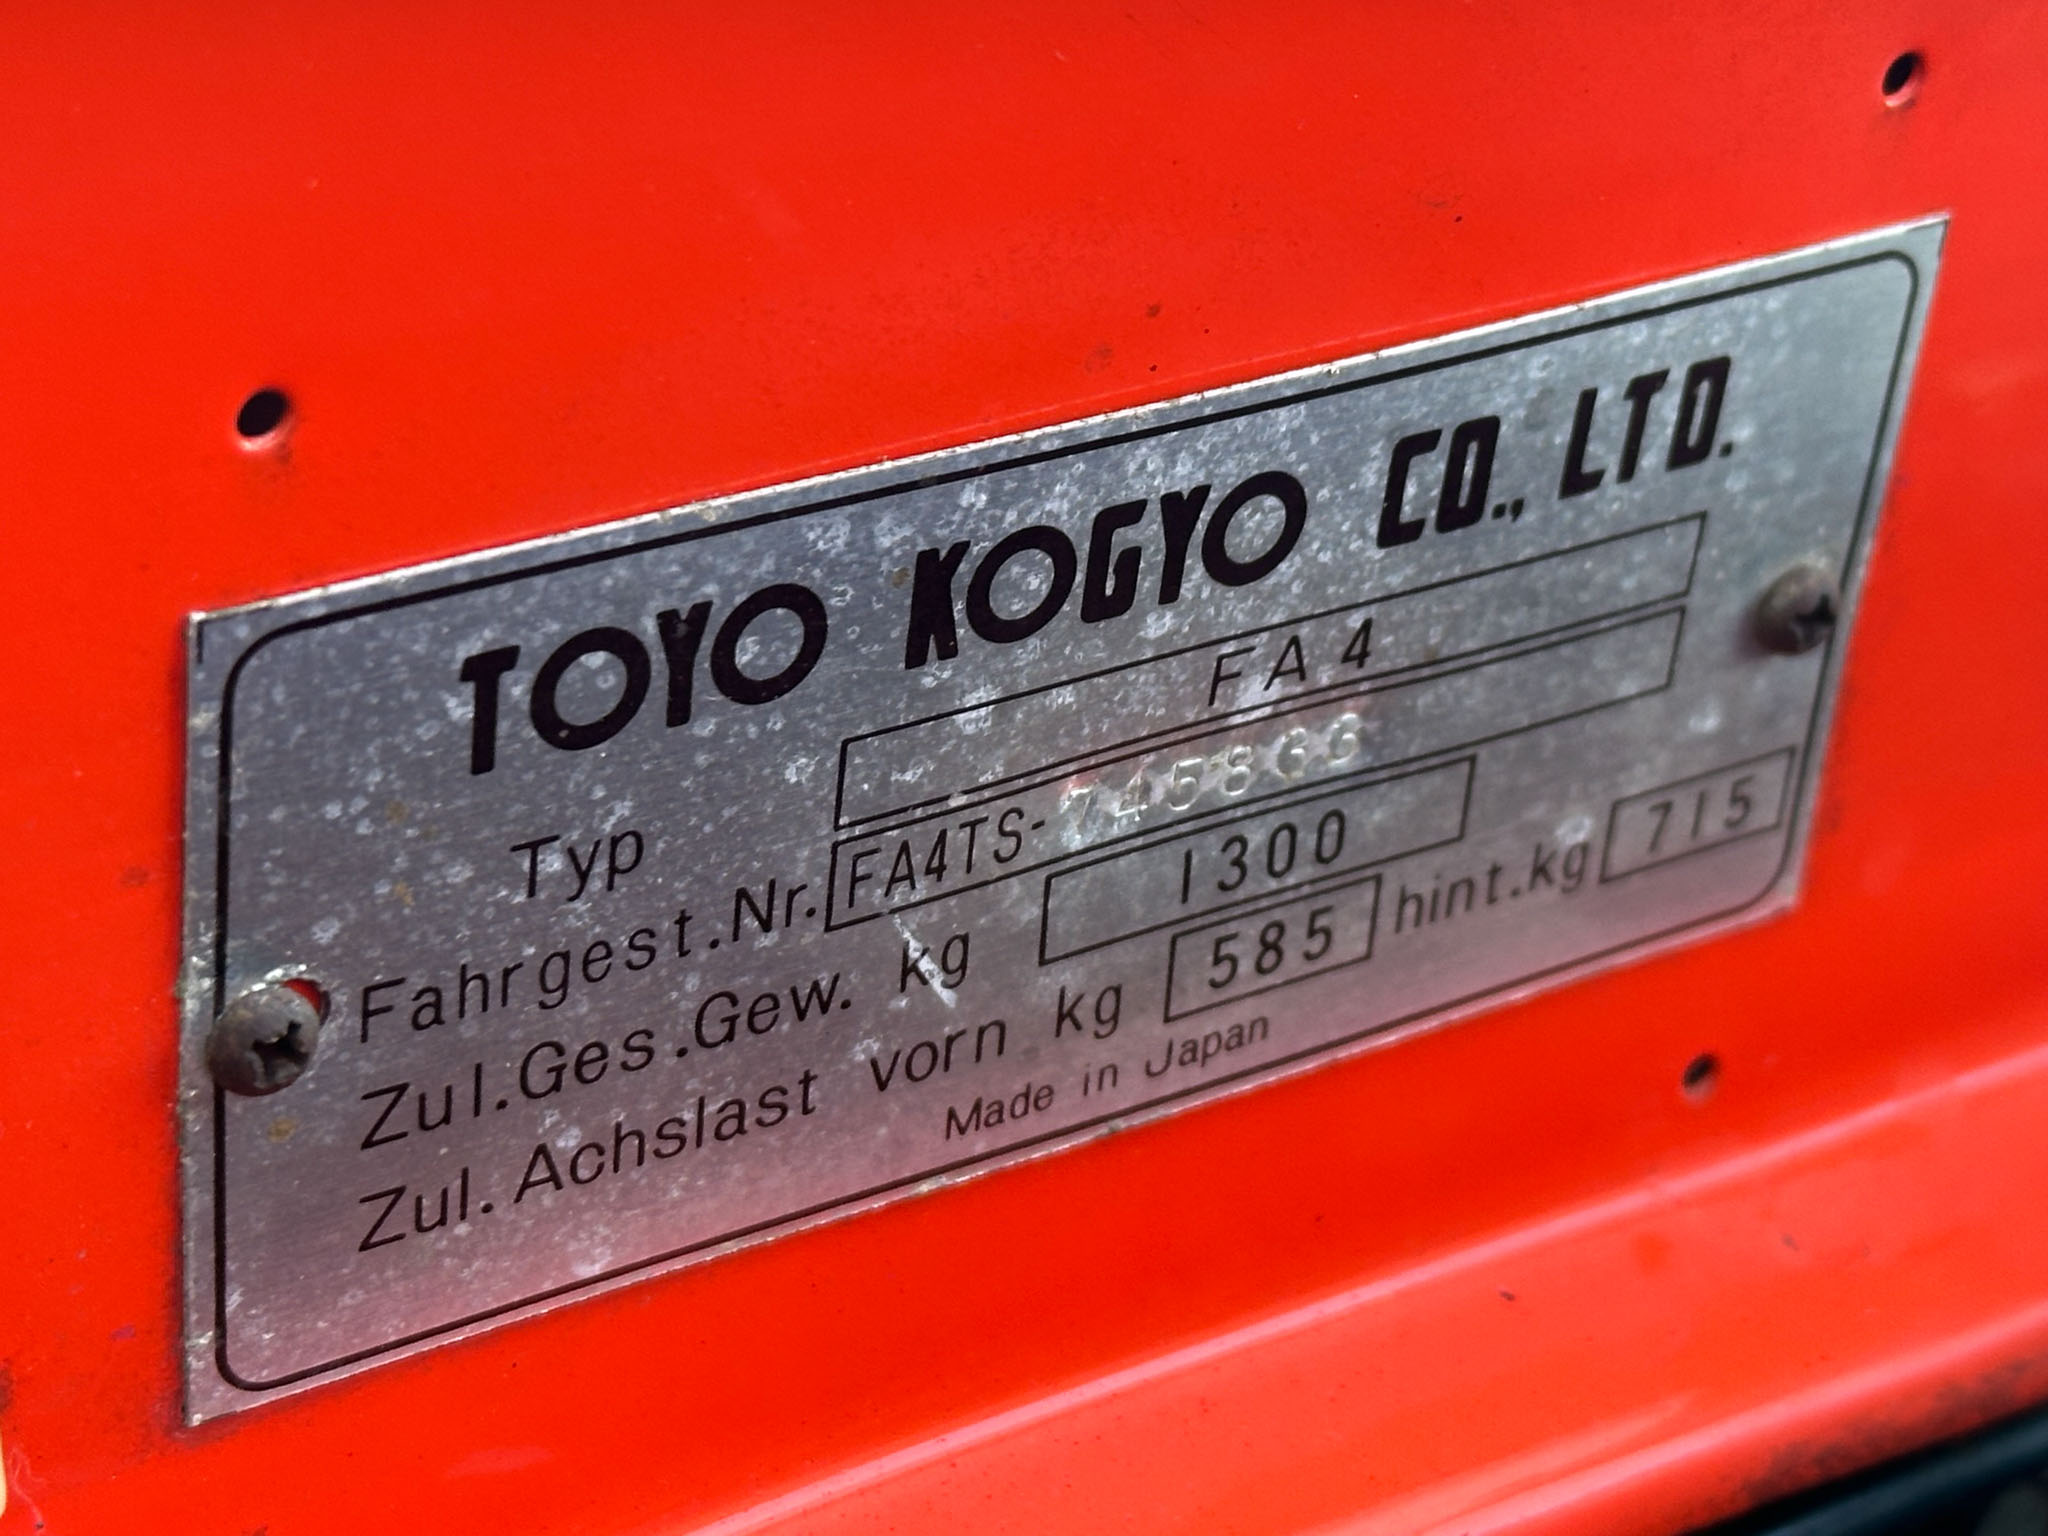 TOYO KOGYO CO., LTD.
Typ FA4
Fahrgest.Nr. FA4TS-745833
Zul.Ges.Gew. kg 1300
Zul. Achslast vorn kg 585 hint.kg 715
Made in Japan